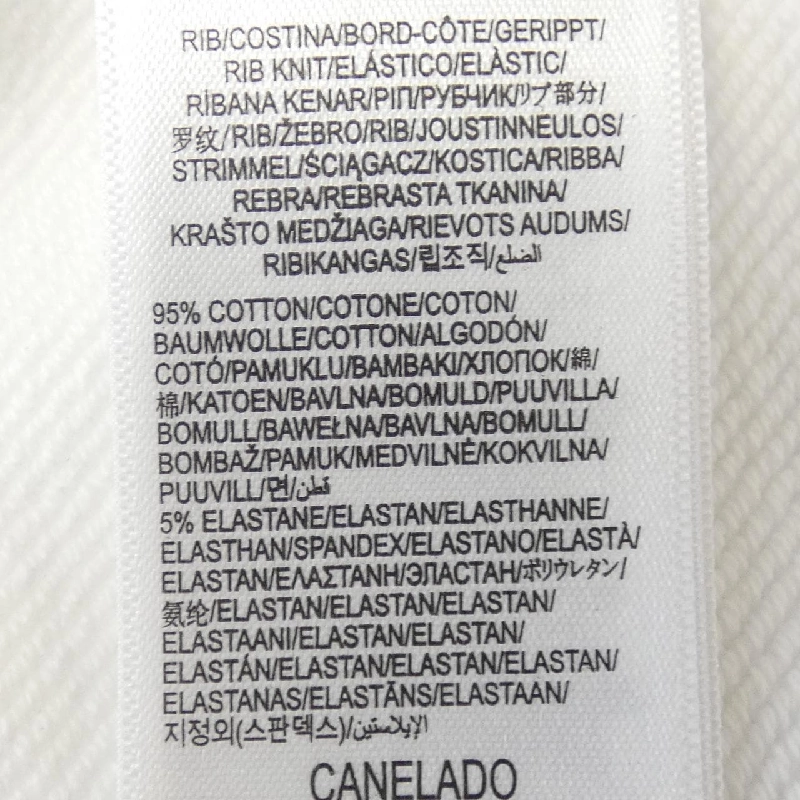 RIB/COSTINA/BORD-CÔTE/GERIPPT/
RIB KNIT/ELÁSTICO/ELÀSTIC/
RİBANA KENAR/ΡΙΠ/РУБЧИК/リブ部分/
罗纹/RIB/ŽEBRO/RIB/JOUSTINNEULOS/
STRIMMEL/ŚCIĄGACZ/KOSTICA/RIBBA/
REBRA/REBRASTA TKANINA/
KRAŠTO MEDŽIAGA/RIEVOTS AUDUMS/
RIBIKANGAS/립조직/الضلع
95% COTTON/COTONE/COTON/
BAUMWOLLE/COTTON/ALGODÓN/
COTÓ/PAMUKLU/ΒΑΜΒΑΚΙ/ХЛОПОК/綿/
棉/KATOEN/BAVLNA/BOMULD/PUUVILLA/
BOMULL/BAWEŁNA/BAVLNA/BOMULL/
BOMBAŽ/PAMUK/MEDVILNĖ/KOKVILNA/
PUUVILL/면/قطن
5% ELASTANE/ELASTAN/ELASTHANNE/
ELASTHAN/SPANDEX/ELASTANO/ELASTÀ/
ELASTAN/ΕΛΑΣΤΑΝΗ/ЭЛАСТАН/ポリウレタン/
氨纶/ELASTAN/ELASTAN/ELASTAN/
ELASTAANI/ELASTAN/ELASTAN/
ELASTÁN/ELASTAN/ELASTAN/ELASTAN/
ELASTANAS/ELASTĀNS/ELASTAAN/
지정외(스판덱스)/الإيلاستين
CANELADO